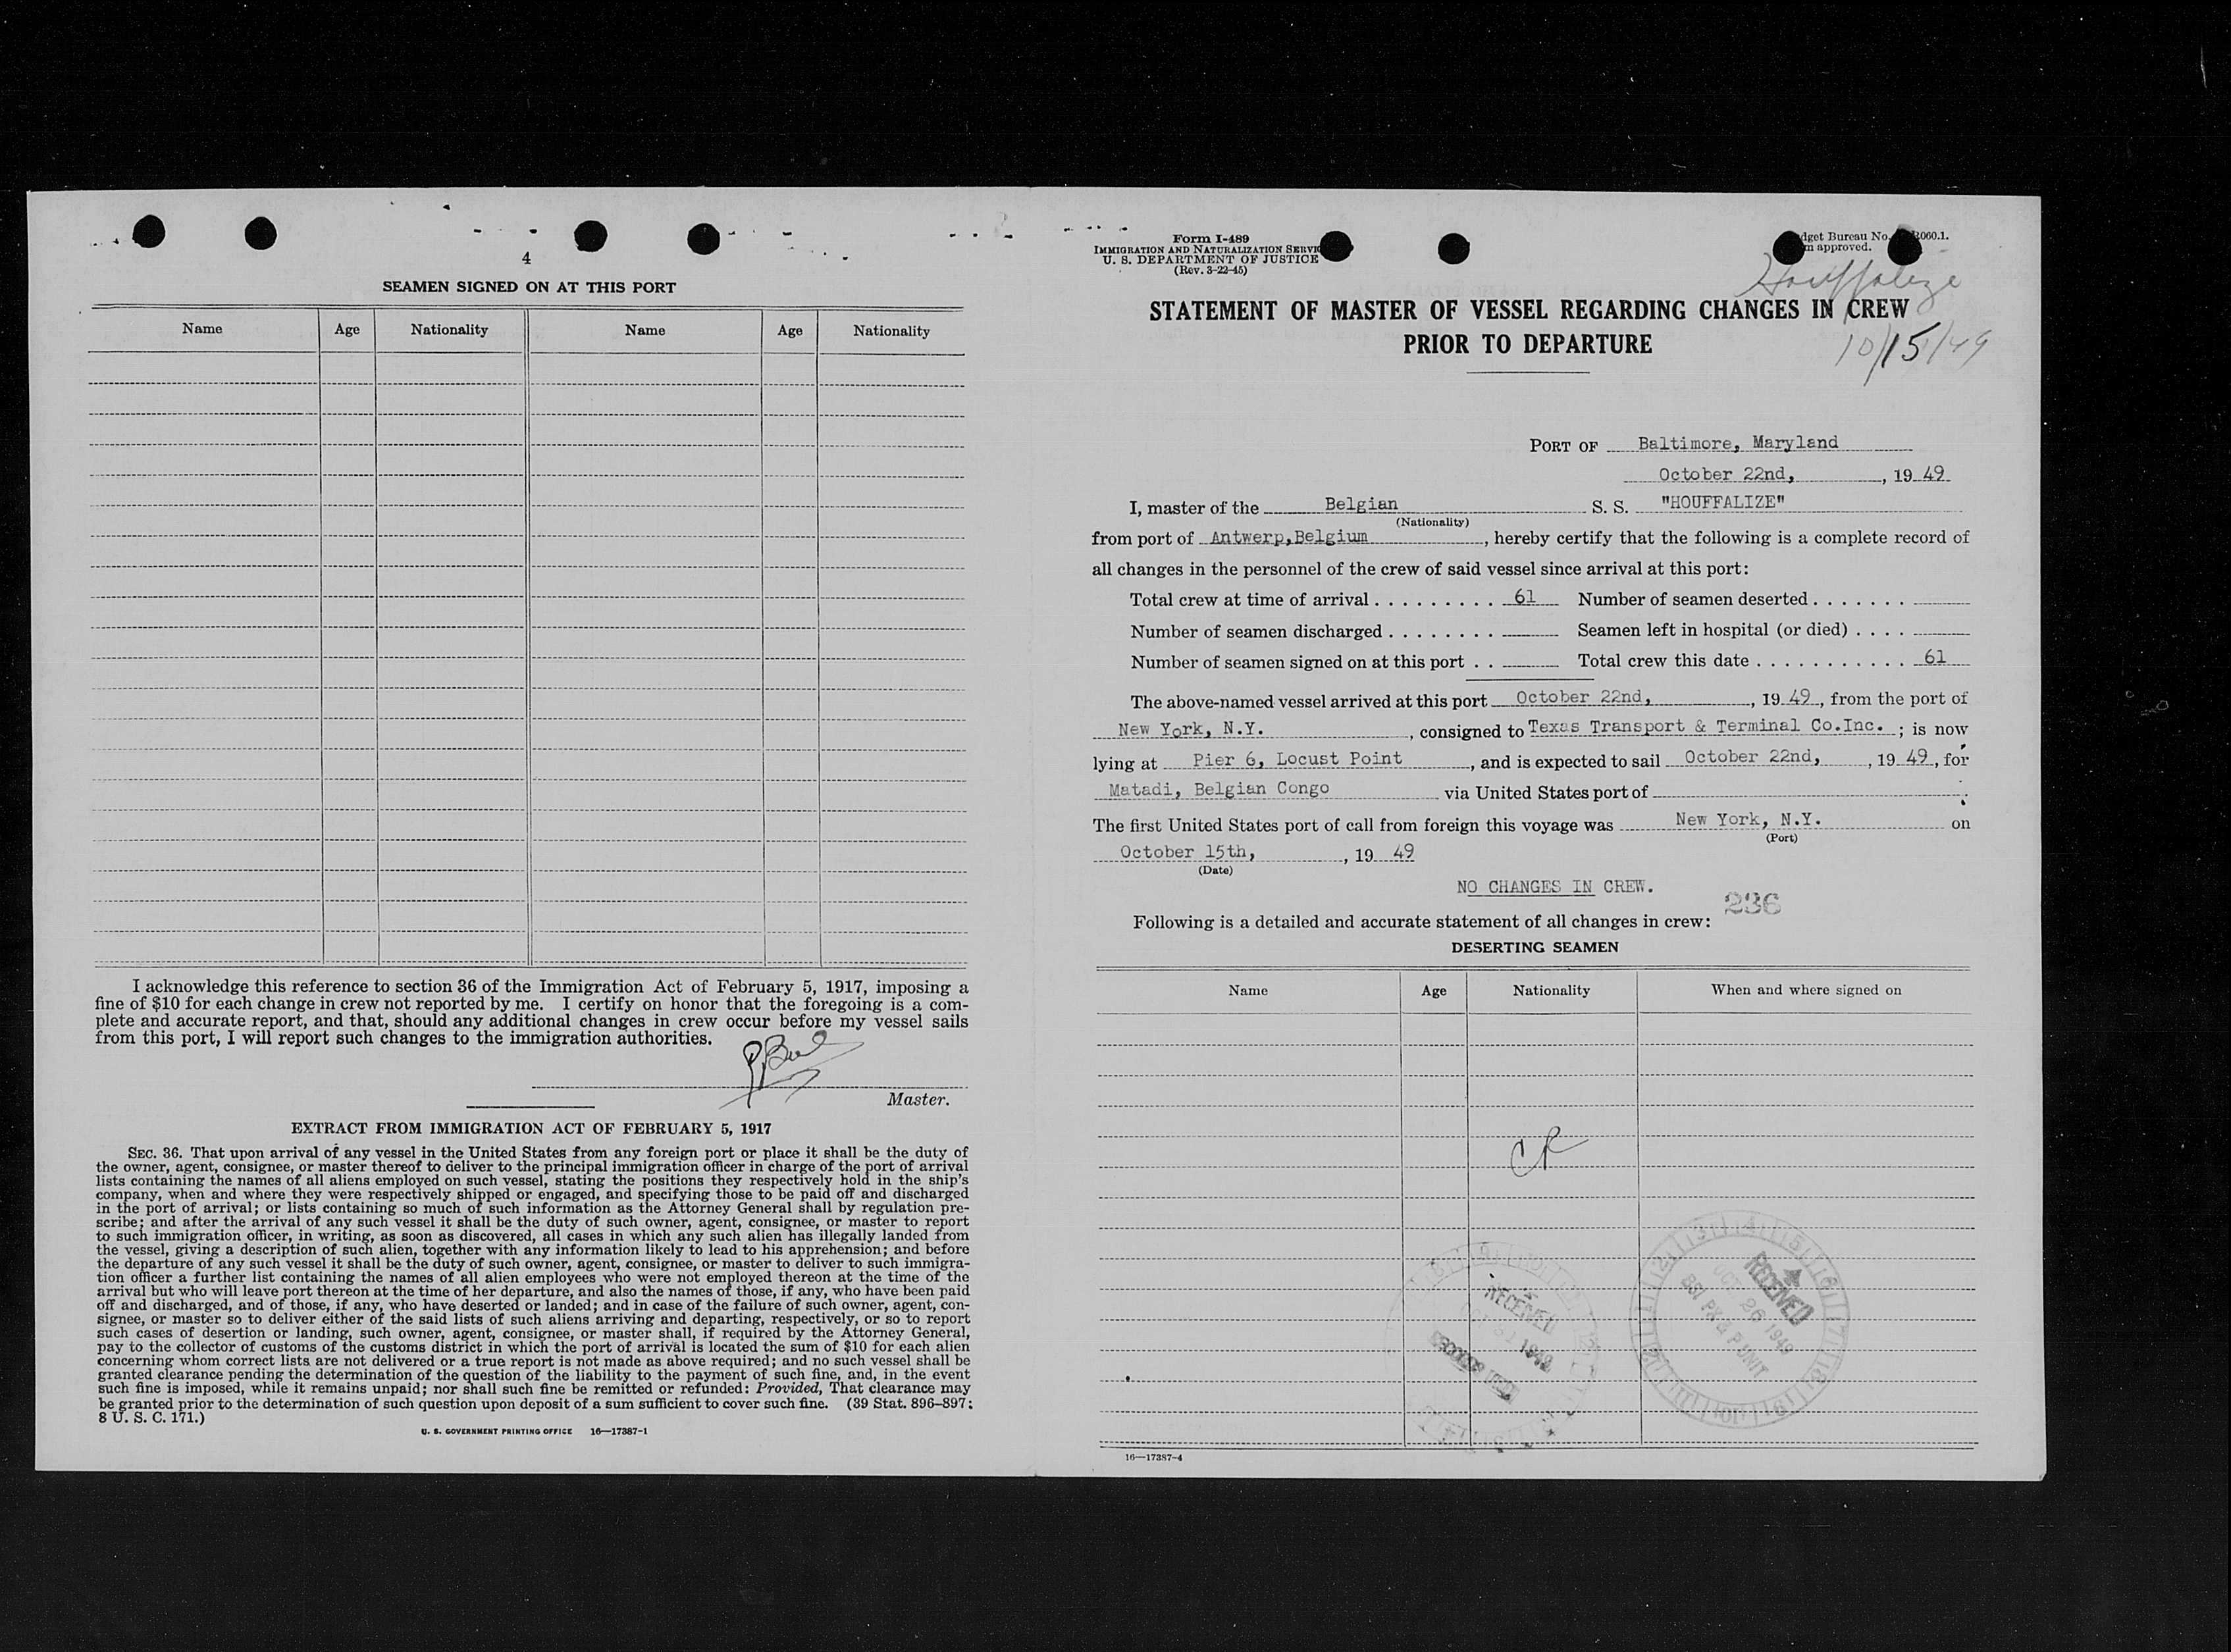 4
SEAMEN SIGNED ON AT THIS PORT
Name Age Nationality Name Age Nationality
I acknowledge this reference to section 36 of the Immigration Act of February 5, 1917, imposing a
fine of $10 for each change in crew not reported by me. I certify on honor that the foregoing is a com-
plete and accurate report, and that, should any additional changes in crew occur before my vessel sails
from this port, I will report such changes to the immigration authorities.
Master.
EXTRACT FROM IMMIGRATION ACT OF FEBRUARY 5, 1917
SEC. 36. That upon arrival of any vessel in the United States from any foreign port or place it shall be the duty of
the owner, agent, consignee, or master thereof to deliver to the principal immigration officer in charge of the port of arrival
lists containing the names of all aliens employed on such vessel, stating the positions they respectively hold in the ship's
company, when and where they were respectively shipped or engaged, and specifying those to be paid off and discharged
in the port of arrival; or lists containing so much of such information as the Attorney General shall by regulation pre-
scribe; and after the arrival of any such vessel it shall be the duty of such owner, agent, consignee, or master to report
to such immigration officer, in writing, as soon as discovered, all cases in which any such alien has illegally landed from
the vessel, giving a description of such alien, together with any information likely to lead to his apprehension; and before
the departure of any such vessel it shall be the duty of such owner, agent, consignee, or master to deliver to such immigra-
tion officer a further list containing the names of all alien employees who were not employed thereon at the time of the
arrival but who will leave port thereon at the time of her departure, and also the names of those, if any, who have been paid
off and discharged, and of those, if any, who have deserted or landed; and in case of the failure of such owner, agent, con-
signee, or master so to deliver either of the said lists of such aliens arriving and departing, respectively, or so to report
such cases of desertion or landing, such owner, agent, consignee, or master shall, if required by the Attorney General,
pay to the collector of customs of the customs district in which the port of arrival is located the sum of $10 for each alien
concerning whom correct lists are not delivered or a true report is not made as above required; and no such vessel shall be
granted clearance pending the determination of the question of the liability to the payment of such fine, and, in the event
such fine is imposed, while it remains unpaid; nor shall such fine be remitted or refunded: Provided, That clearance may
be granted prior to the determination of such question upon deposit of a sum sufficient to cover such fine. (39 Stat. 896–897;
8 U. S. C. 171.)
U. S. GOVERNMENT PRINTING OFFICE 16—17387-1
Form I-489
IMMIGRATION AND NATURALIZATION
U. S. DEPARTMENT OF JUSTICE
(Rev. 3-22-45)
Bureau No.
approved.
Houffalize
STATEMENT OF MASTER OF VESSEL REGARDING CHANGES IN CREW
PRIOR TO DEPARTURE
10/15/49
PORT OF Baltimore, Maryland
October 22nd, , 19 49
I, master of the Belgian S. S. "HOUFFALIZE"
(Nationality)
from port of Antwerp,Belgium , hereby certify that the following is a complete record of
all changes in the personnel of the crew of said vessel since arrival at this port:
Total crew at time of arrival . . . . . . . . . 61 Number of seamen deserted . . . . . . .
Number of seamen discharged . . . . . . . . Seamen left in hospital (or died) . . . .
Number of seamen signed on at this port . . Total crew this date . . . . . . . . . . . 61
The above-named vessel arrived at this port October 22nd, , 19 49 , from the port of
New York, N.Y. , consigned to Texas Transport & Terminal Co.Inc. ; is now
lying at Pier 6, Locust Point , and is expected to sail October 22nd, , 19 49 , for
Matadi, Belgian Congo via United States port of .
The first United States port of call from foreign this voyage was New York, N.Y. on
(Port)
October 15th, , 19 49
(Date)
NO CHANGES IN CREW.
236
Following is a detailed and accurate statement of all changes in crew:
DESERTING SEAMEN
Name Age Nationality When and where signed on
CR
RECEIVED
1949
RECEIVED
OCT 26 1949
UNIT
16—17387-4